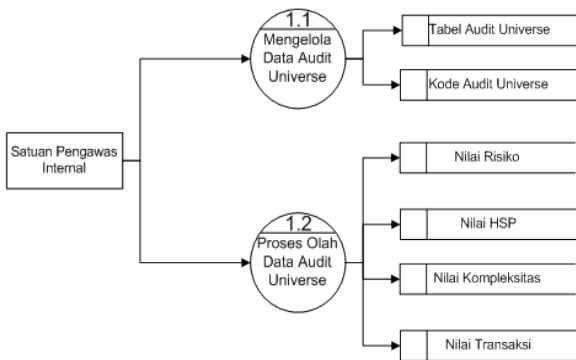 Satuan Pengawas
Internal
1.1
Mengelola
Data Audit
Universe
Tabel Audit Universe
Kode Audit Universe
1.2
Proses Olah
Data Audit
Universe
Nilai Risiko
Nilai HSP
Nilai Kompleksitas
Nilai Transaksi